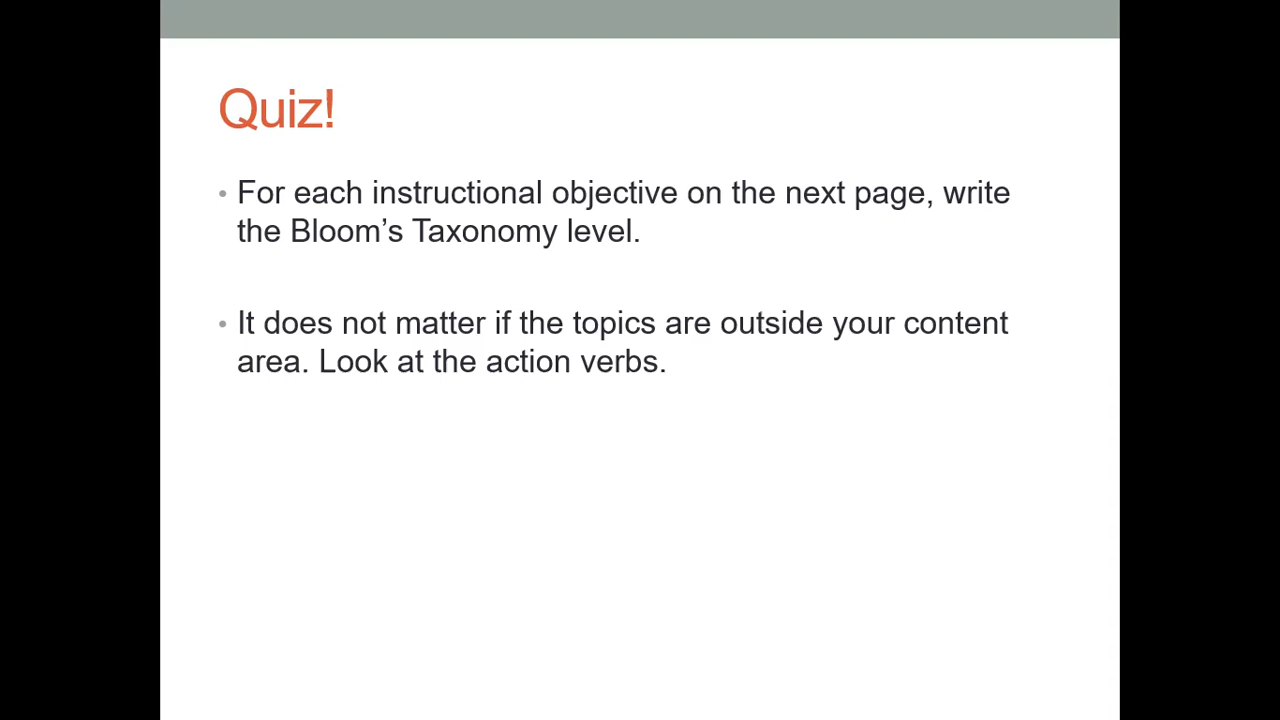 Quiz!
• For each instructional objective on the next page, write
the Bloom’s Taxonomy level.
• It does not matter if the topics are outside your content
area. Look at the action verbs.